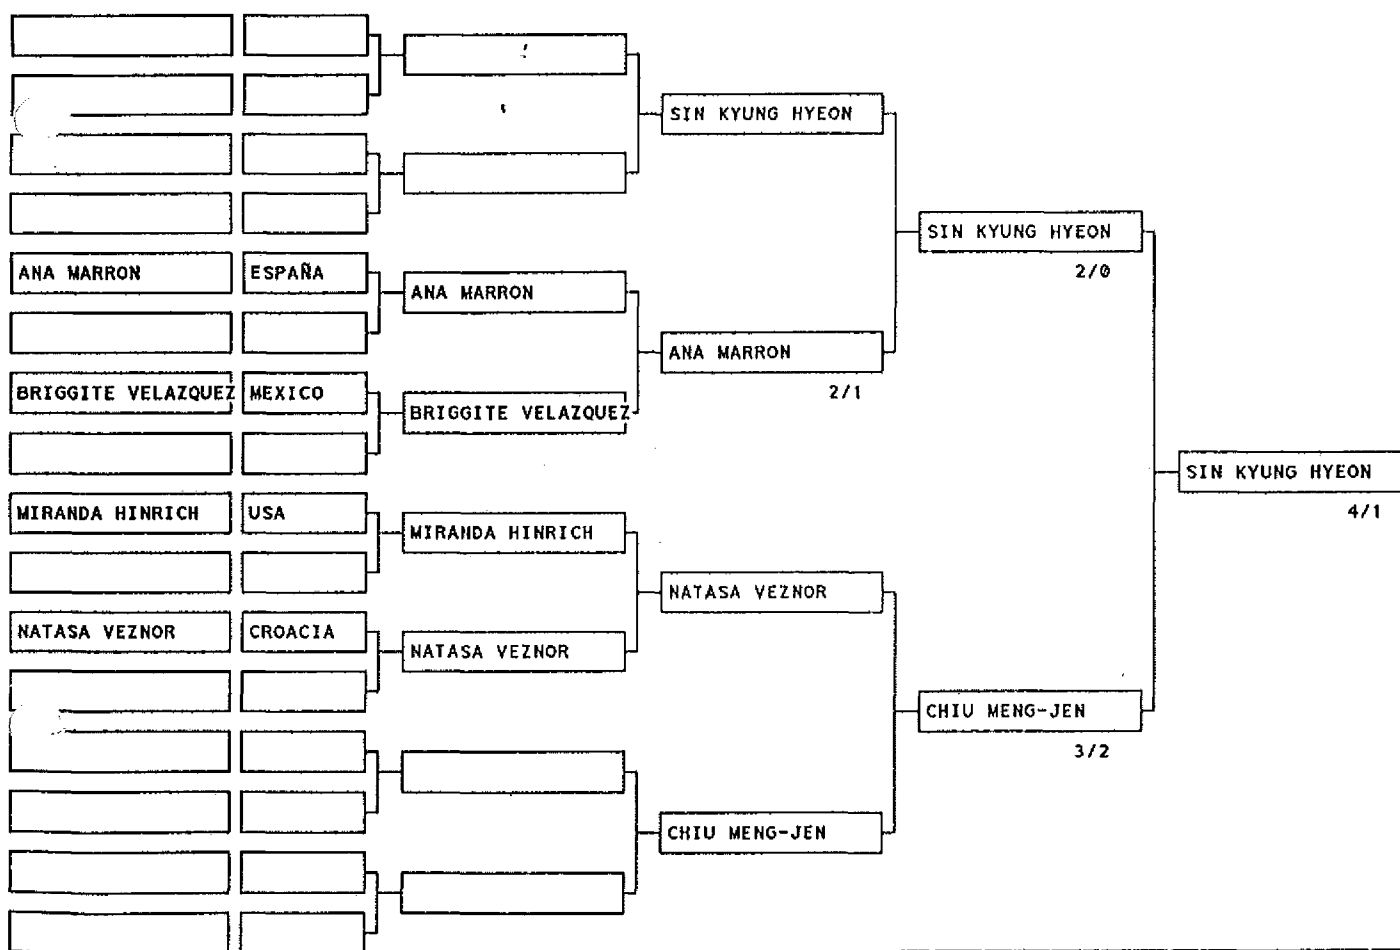 SIN KYUNG HYEON
SIN KYUNG HYEON
2/0
ANA MARRON ESPAÑA
ANA MARRON
ANA MARRON
2/1
BRIGGITE VELAZQUEZ MEXICO
BRIGGITE VELAZQUEZ
SIN KYUNG HYEON
4/1
MIRANDA HINRICH USA
MIRANDA HINRICH
NATASA VEZNOR
NATASA VEZNOR CROACIA
NATASA VEZNOR
CHIU MENG-JEN
3/2
CHIU MENG-JEN